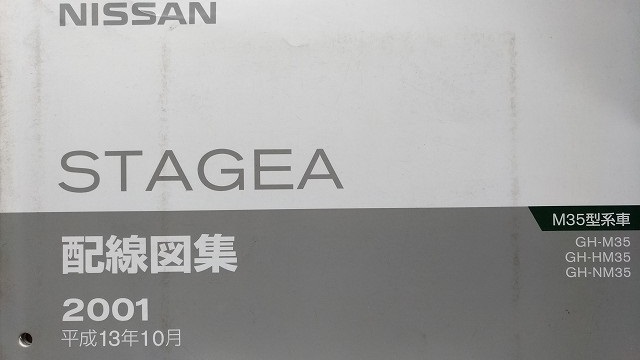 NISSAN
STAGEA
M35型系車
GH-M35
GH-HM35
GH-NM35
配線図集
2001
平成13年10月